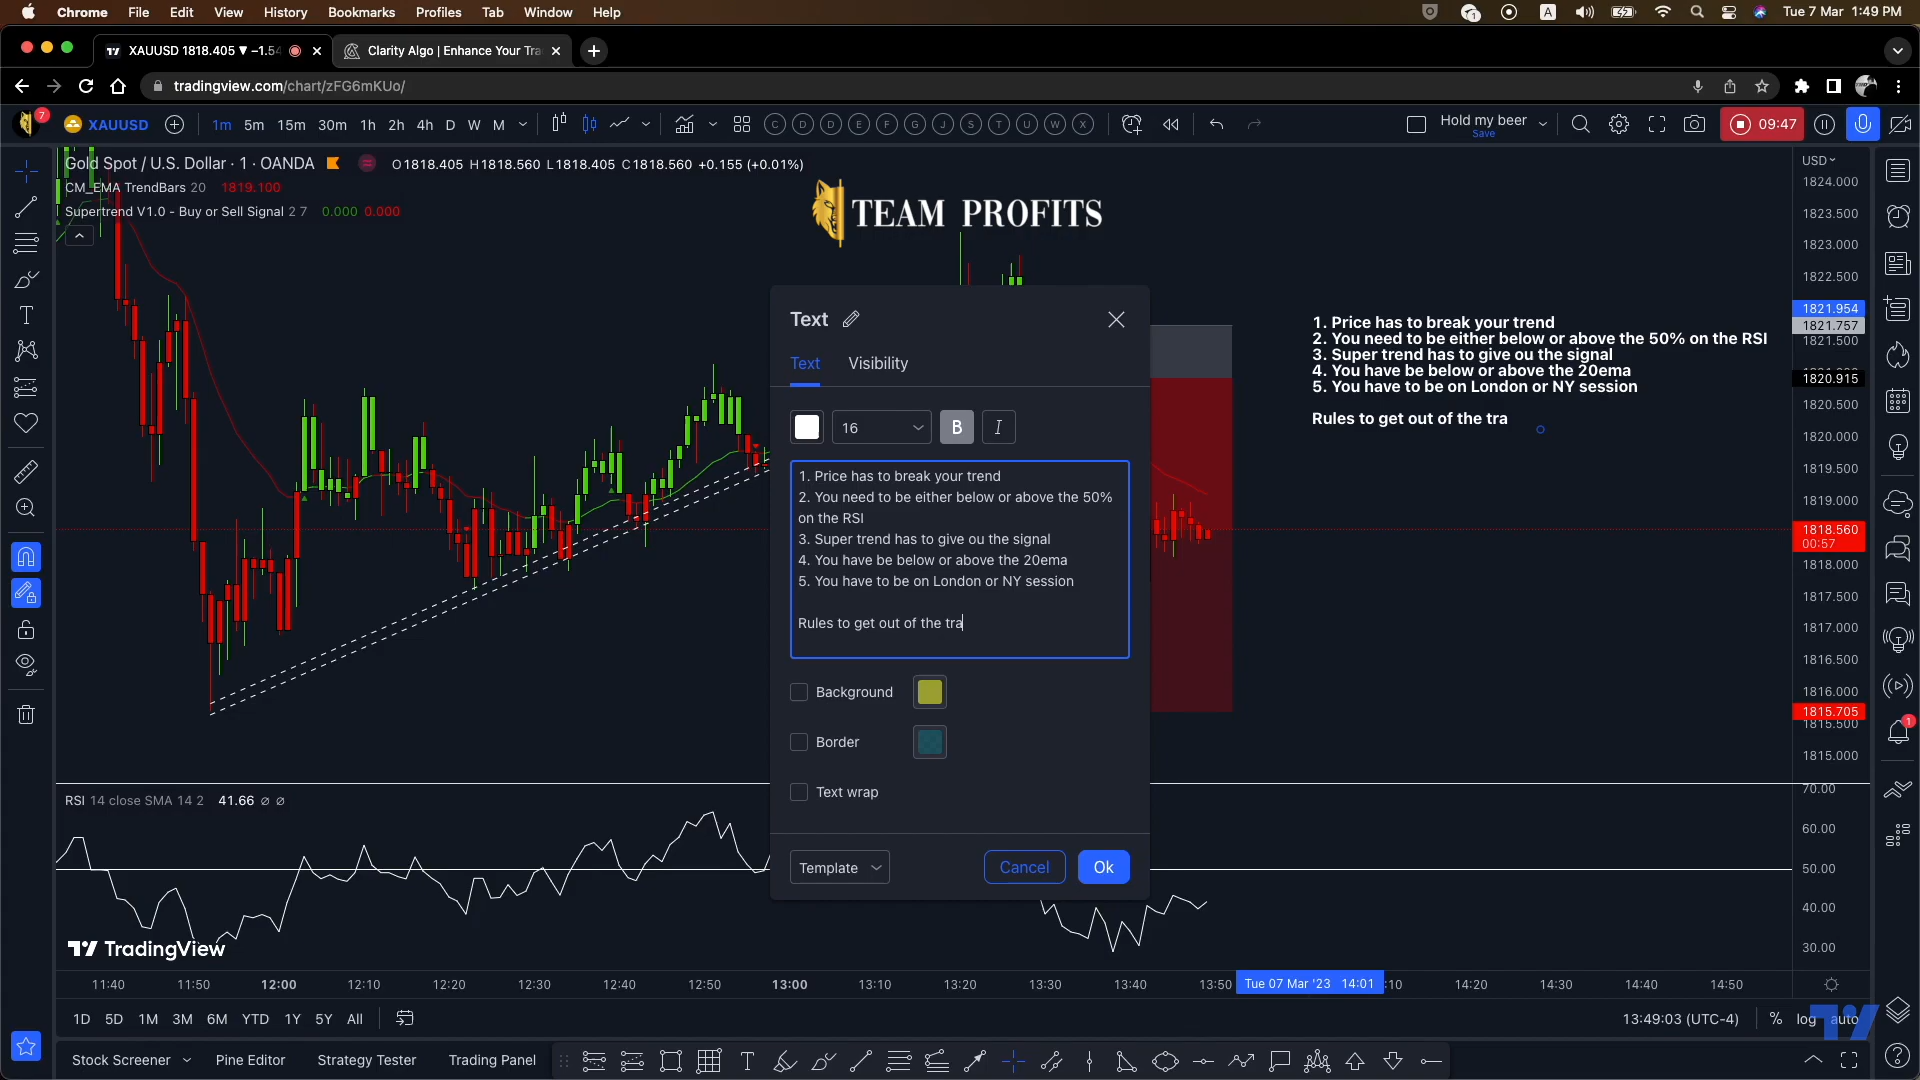 Chrome File Edit View History Bookmarks Profiles Tab Window Help
1 A Tue 7 Mar 1:49 PM
XAUUSD 1818.405 ▼ −1.54
Clarity Algo | Enhance Your Tra
tradingview.com/chart/zFG6mKUo/
7 XAUUSD 1m 5m 15m 30m 1h 2h 4h D W M
C D D E F G J S T U W X
Hold my beer
Save
09:47
Gold Spot / U.S. Dollar · 1 · OANDA O1818.405 H1818.560 L1818.405 C1818.560 +0.155 (+0.01%)
CM_EMA TrendBars 20 1819.100
Supertrend V1.0 - Buy or Sell Signal 2 7 0.000 0.000
TEAM PROFITS
USD
1824.000
1823.500
1823.000
1822.500
1821.954
1821.757
1821.500
1820.915
1820.500
1820.000
1819.500
1819.000
1818.560
00:57
1818.000
1817.500
1817.000
1816.500
1816.000
1815.705
1815.500
1815.000
1. Price has to break your trend
2. You need to be either below or above the 50% on the RSI
3. Super trend has to give ou the signal
4. You have be below or above the 20ema
5. You have to be on London or NY session
Rules to get out of the tra
Text
Text Visibility
16 B I
1. Price has to break your trend
2. You need to be either below or above the 50%
on the RSI
3. Super trend has to give ou the signal
4. You have be below or above the 20ema
5. You have to be on London or NY session
Rules to get out of the tra
Background
Border
Text wrap
Template Cancel Ok
RSI 14 close SMA 14 2 41.66 ∅ ∅
70.00
60.00
50.00
40.00
30.00
TradingView
11:40 11:50 12:00 12:10 12:20 12:30 12:40 12:50 13:00 13:10 13:20 13:30 13:40 13:50 Tue 07 Mar '23 14:01 :10 14:20 14:30 14:40 14:50
1D 5D 1M 3M 6M YTD 1Y 5Y All
13:49:03 (UTC-4) % log auto
Stock Screener Pine Editor Strategy Tester Trading Panel
1